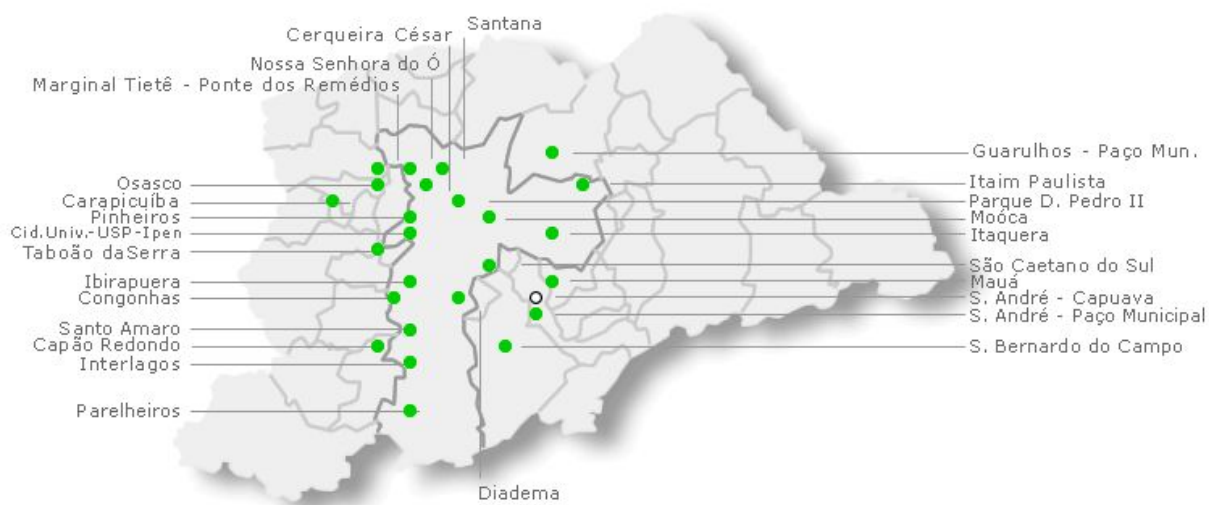 Santana
Cerqueira César
Nossa Senhora do Ó
Marginal Tietê - Ponte dos Remédios
Osasco
Carapicuíba
Pinheiros
Cid.Univ.-USP-Ipen
Taboão daSerra
Ibirapuera
Congonhas
Santo Amaro
Capão Redondo
Interlagos
Parelheiros
Guarulhos - Paço Mun.
Itaim Paulista
Parque D. Pedro II
Moóca
Itaquera
São Caetano do Sul
Mauá
S. André - Capuava
S. André - Paço Municipal
S. Bernardo do Campo
Diadema